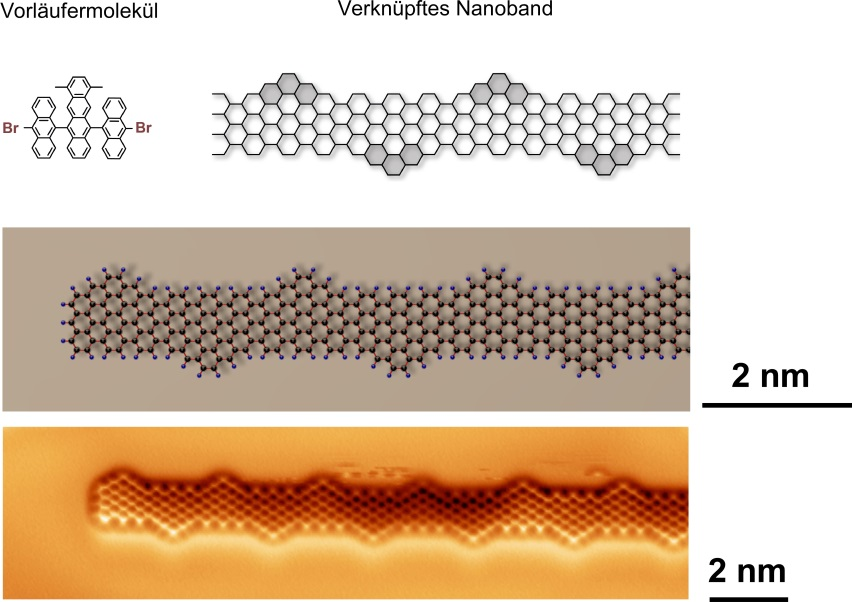 Vorläufermolekül
Verknüpftes Nanoband
Br
Br
2 nm
2 nm